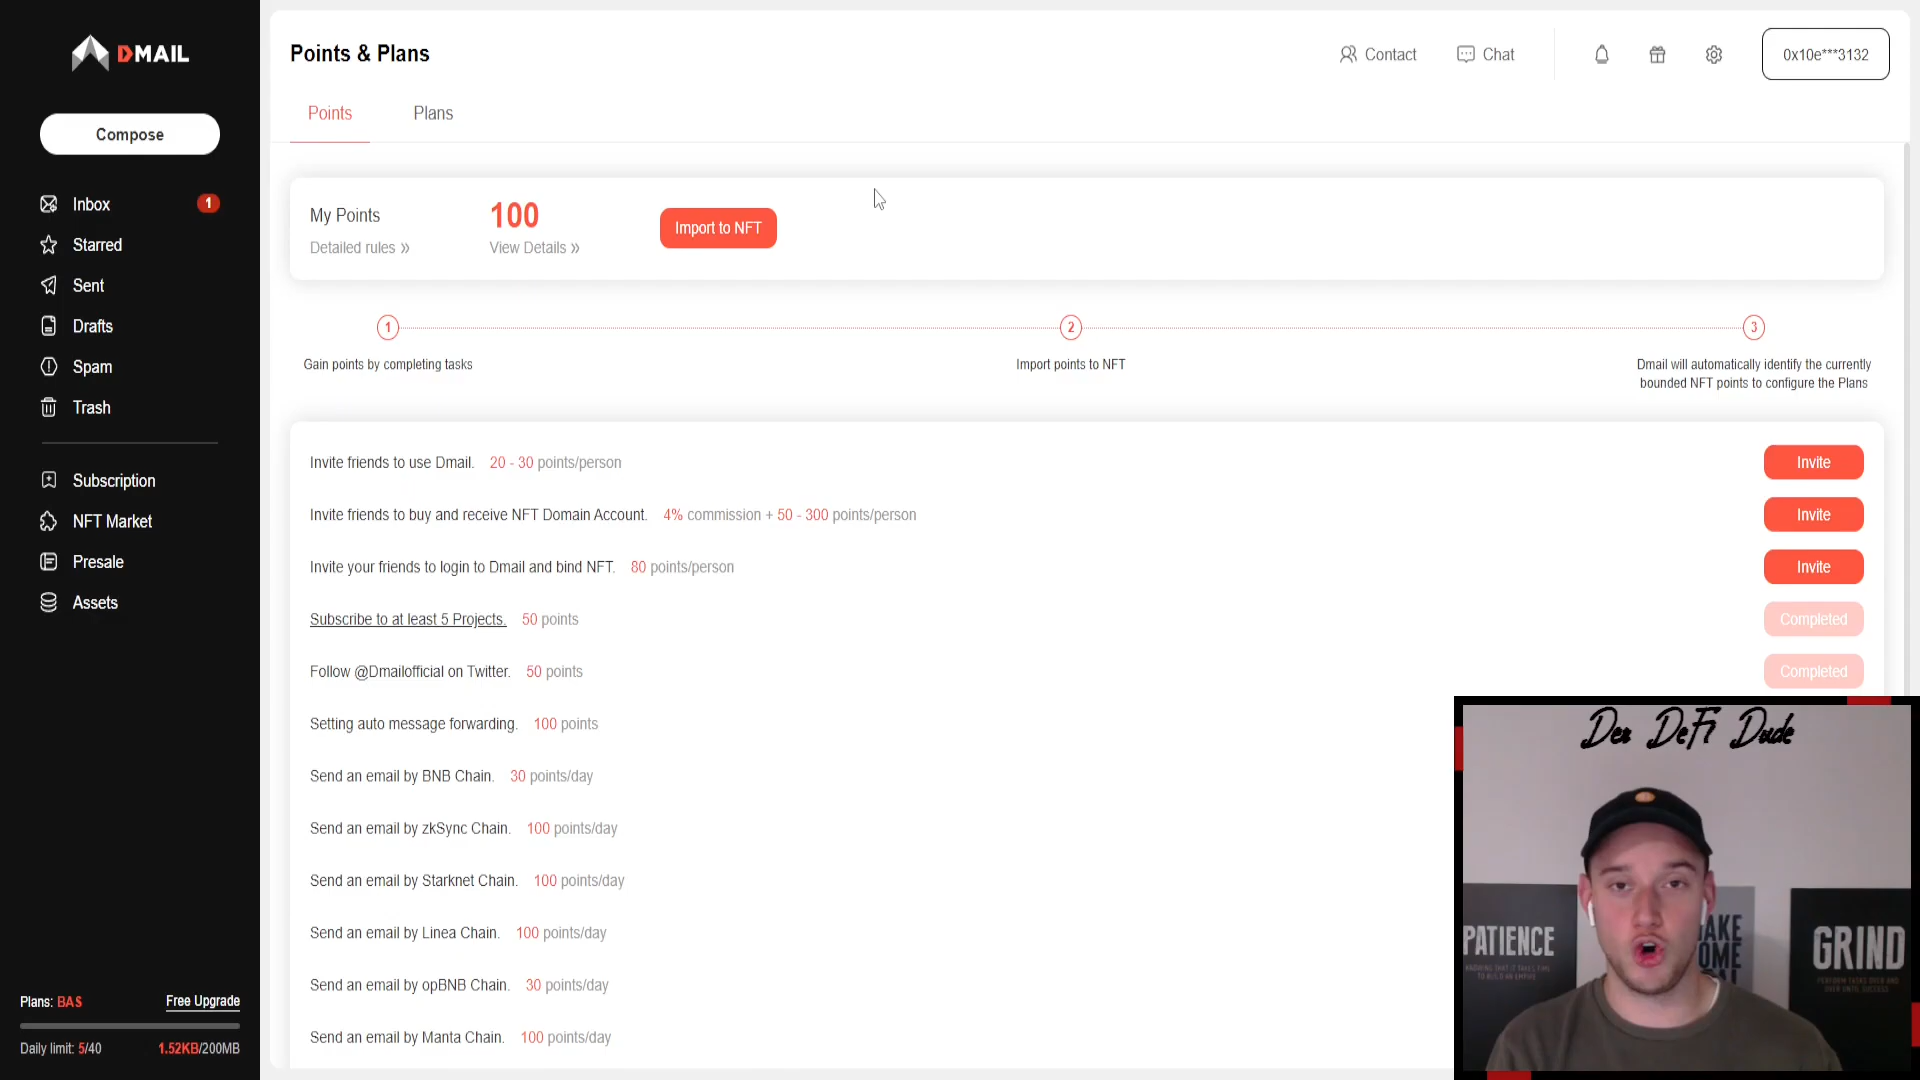 DMAIL
Compose
Inbox 1
Starred
Sent
Drafts
Spam
Trash
Subscription
NFT Market
Presale
Assets
Plans: BAS Free Upgrade
Daily limit: 5/40 1.52KB/200MB
Points & Plans
Contact
Chat
0x10e***3132
Points
Plans
My Points
Detailed rules »
100
View Details »
Import to NFT
1
Gain points by completing tasks
2
Import points to NFT
3
Dmail will automatically identify the currently
bounded NFT points to configure the Plans
Invite friends to use Dmail. 20 - 30 points/person Invite
Invite friends to buy and receive NFT Domain Account. 4% commission + 50 - 300 points/person Invite
Invite your friends to login to Dmail and bind NFT. 80 points/person Invite
Subscribe to at least 5 Projects. 50 points Completed
Follow @Dmailofficial on Twitter. 50 points Completed
Setting auto message forwarding. 100 points
Send an email by BNB Chain. 30 points/day
Send an email by zkSync Chain. 100 points/day
Send an email by Starknet Chain. 100 points/day
Send an email by Linea Chain. 100 points/day
Send an email by opBNB Chain. 30 points/day
Send an email by Manta Chain. 100 points/day
Der DeFi Dude
PATIENCE
GRIND